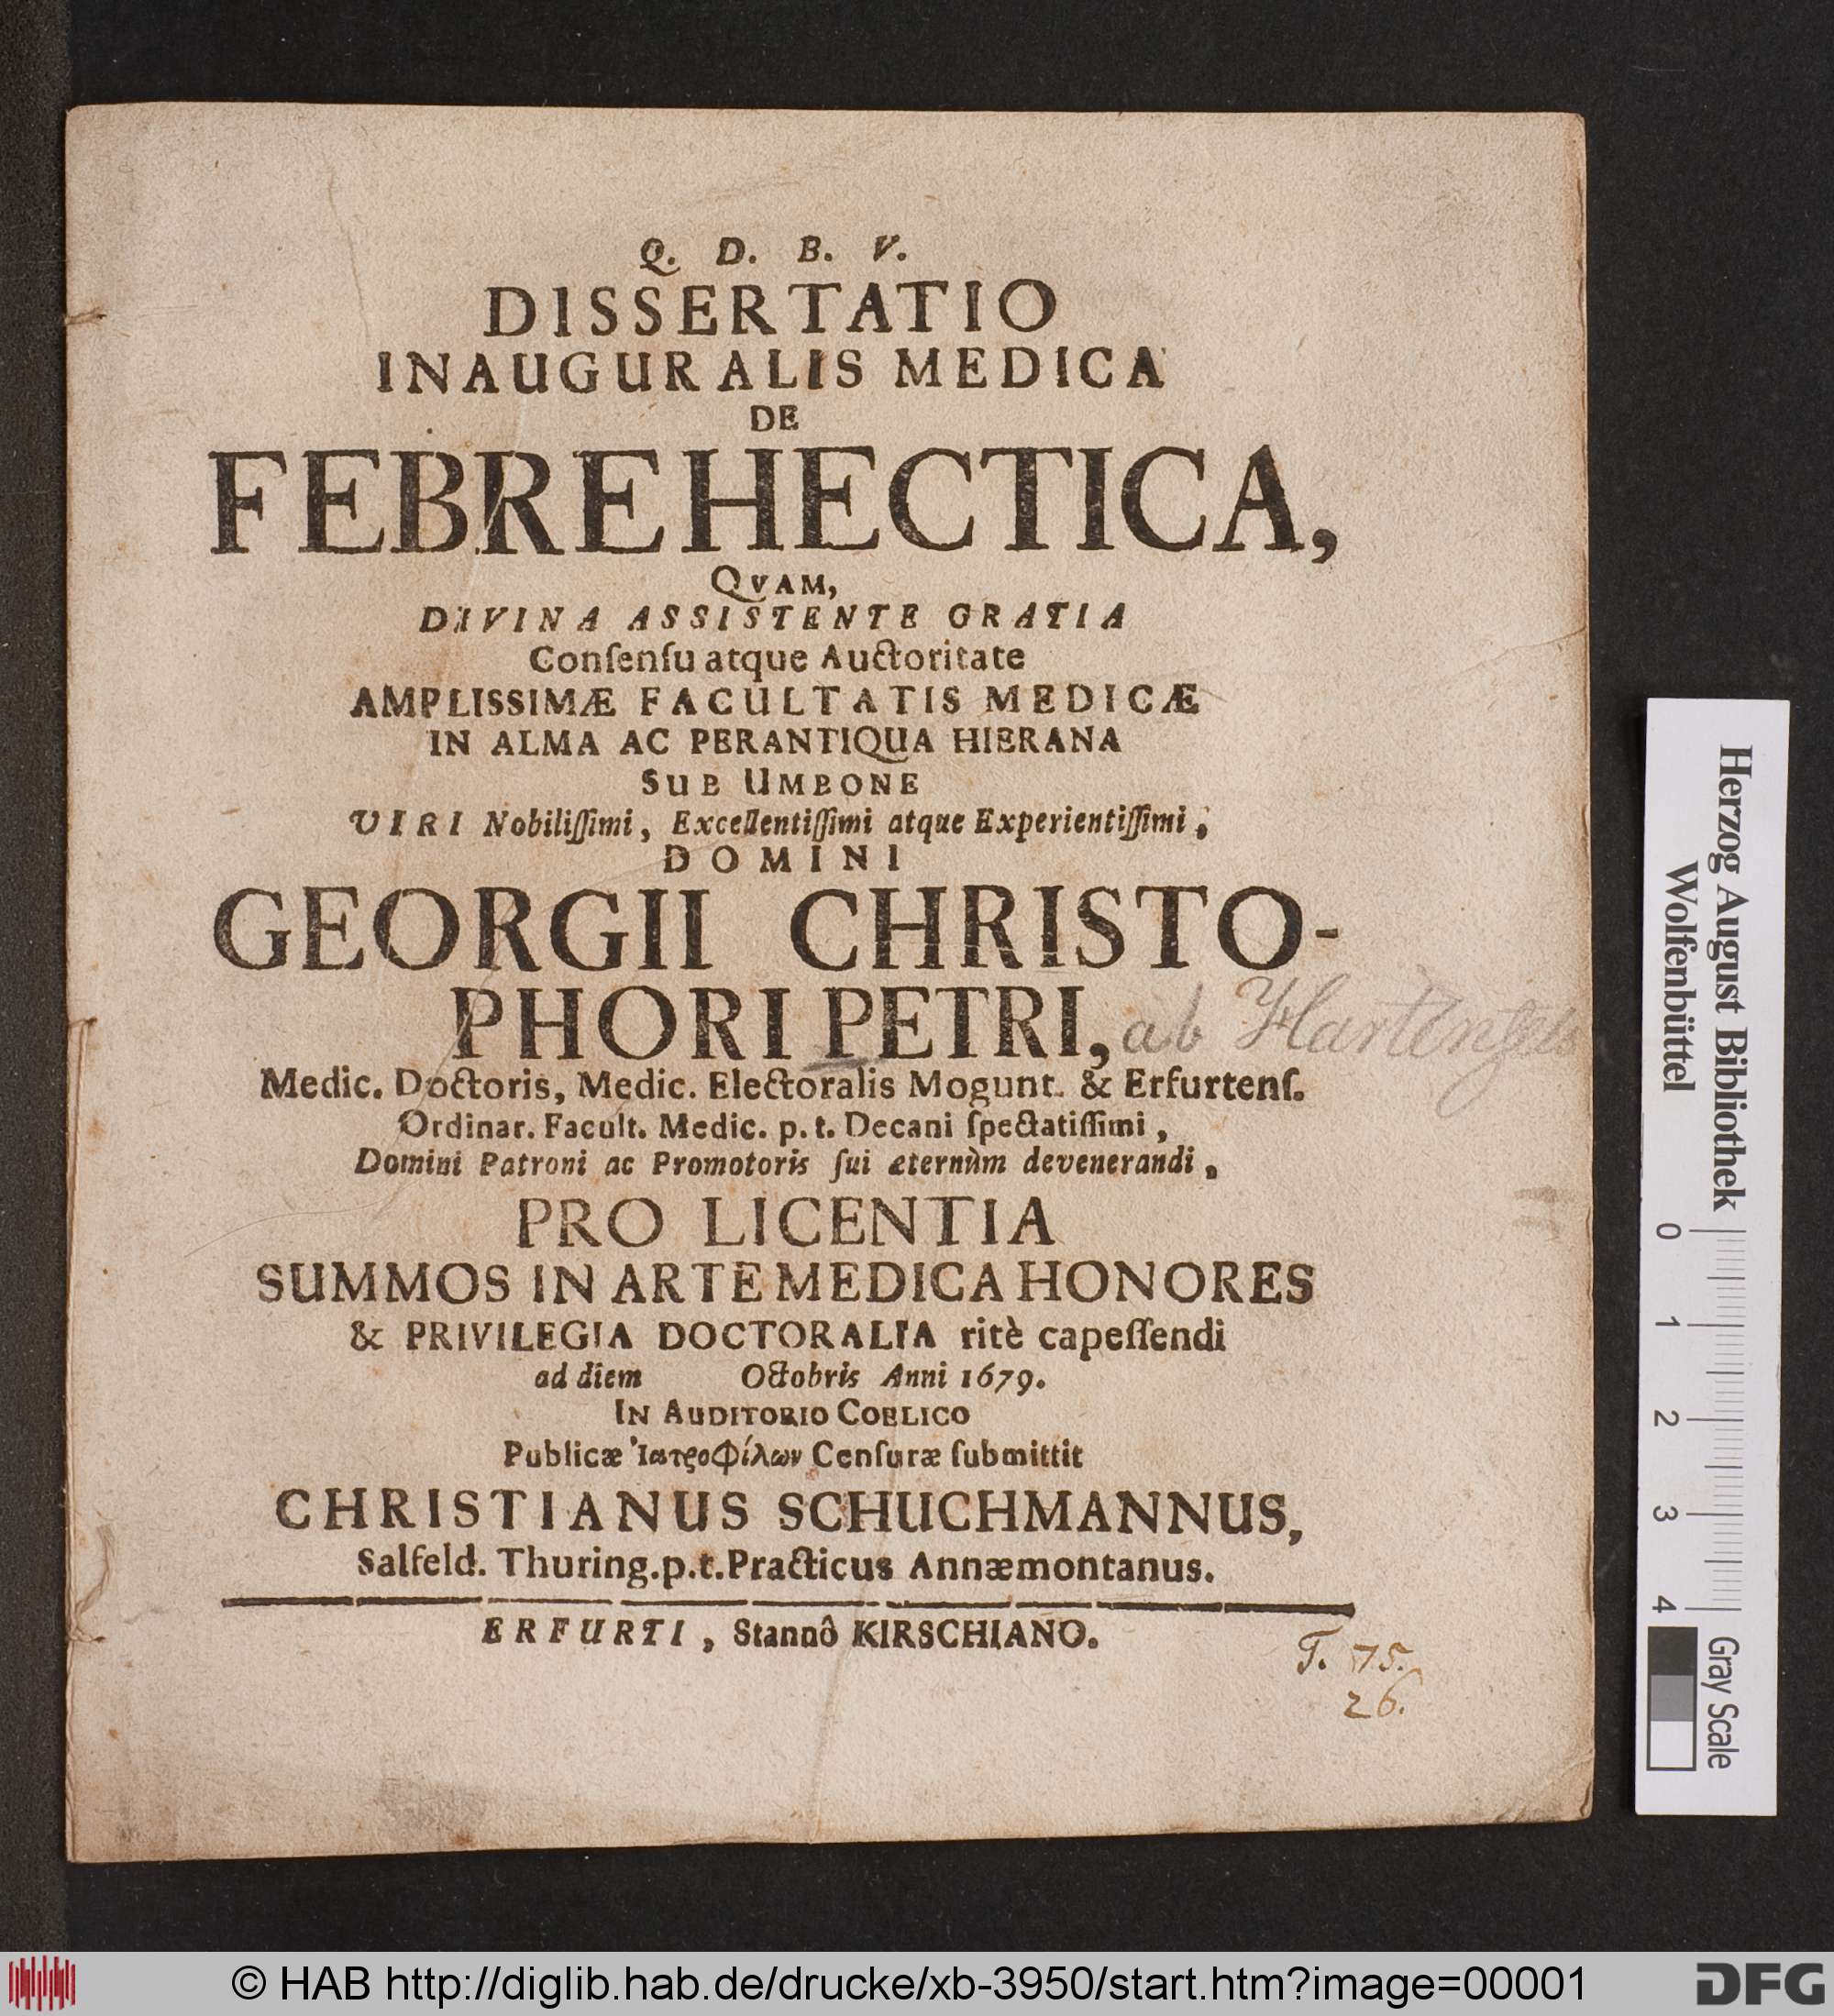 Q. D. B. V.
DISSERTATIO
INAUGURALIS MEDICA
DE
FEBRE HECTICA,
QVAM,
DIVINA ASSISTENTE GRATIA
Conſenſu atque Auctoritate
AMPLISSIMÆ FACULTATIS MEDICÆ
IN ALMA AC PERANTIQUA HIERANA
SUB UMBONE
VIRI Nobiliſſimi, Excellentiſſimi atque Experientiſſimi,
DOMINI
GEORGII CHRISTO-
PHORI PETRI, ab
Medic. Doctoris, Medic. Electoralis Mogunt. & Erfurtenſ.
Ordinar. Facult. Medic. p. t. Decani ſpectatiſſimi,
Domini Patroni ac Promotoris ſui æternùm devenerandi,
PRO LICENTIA
SUMMOS IN ARTE MEDICA HONORES
& PRIVILEGIA DOCTORALIA ritè capeſſendi
ad diem Octobris Anni 1679.
IN AUDITORIO COELICO
Publicæ Ἰατροφίλων Cenſuræ ſubmittit
CHRISTIANUS SCHUCHMANNUS,
Salfeld. Thuring. p. t. Practicus Annæmontanus.
ERFURTI, Stannô KIRSCHIANO.
T. 75.
26.
Herzog August Bibliothek
Wolfenbüttel
0 1 2 3 4
Gray Scale
© HAB http://diglib.hab.de/drucke/xb-3950/start.htm?image=00001
DFG